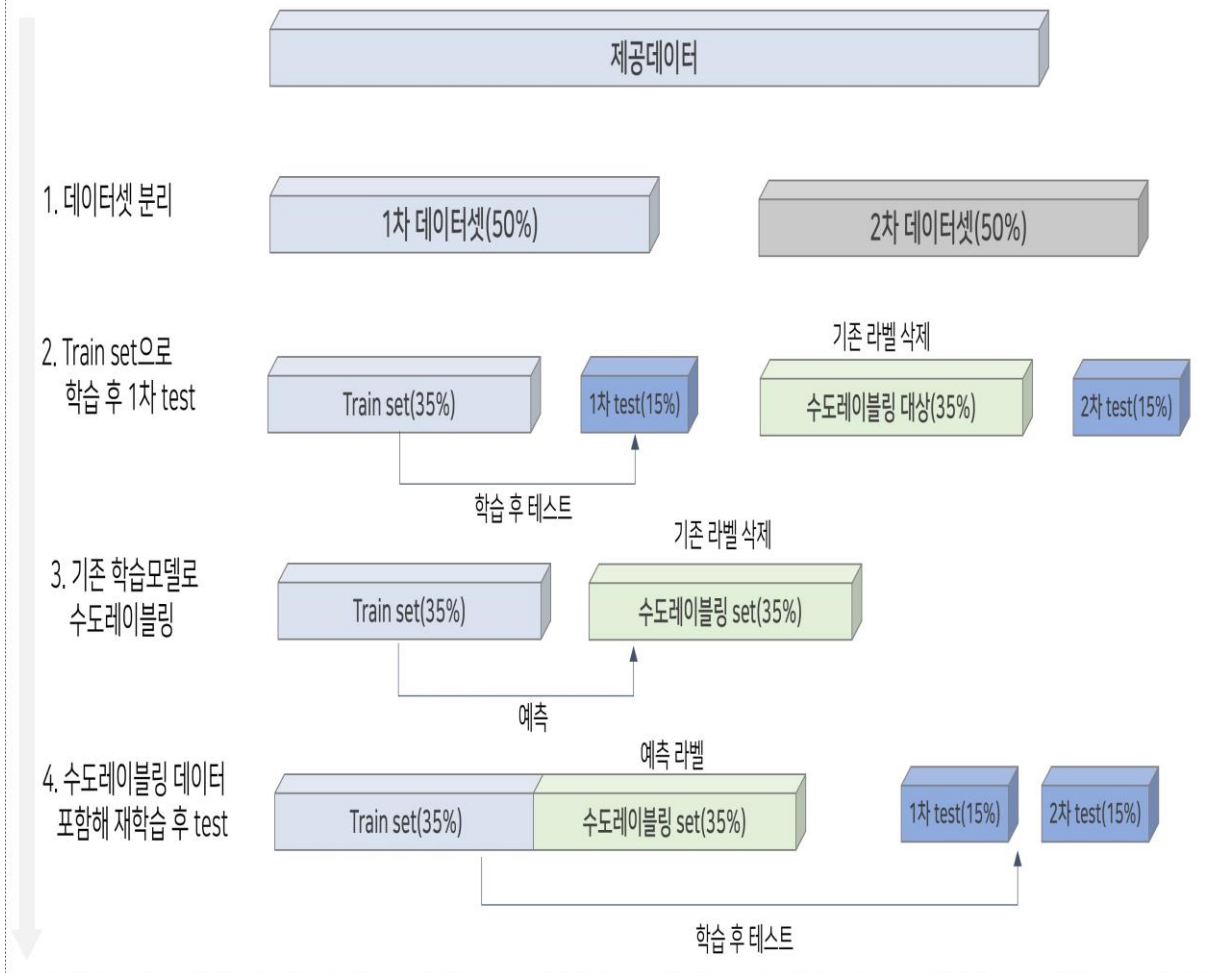 제공데이터
1. 데이터셋 분리
1차 데이터셋(50%)
2차 데이터셋(50%)
2. Train set으로
학습 후 1차 test
기존 라벨 삭제
Train set(35%)
1차 test(15%)
수도레이블링 대상(35%)
2차 test(15%)
학습 후 테스트
3. 기존 학습모델로
수도레이블링
기존 라벨 삭제
Train set(35%)
수도레이블링 set(35%)
예측
4. 수도레이블링 데이터
포함해 재학습 후 test
예측 라벨
Train set(35%)
수도레이블링 set(35%)
1차 test(15%)
2차 test(15%)
학습 후 테스트